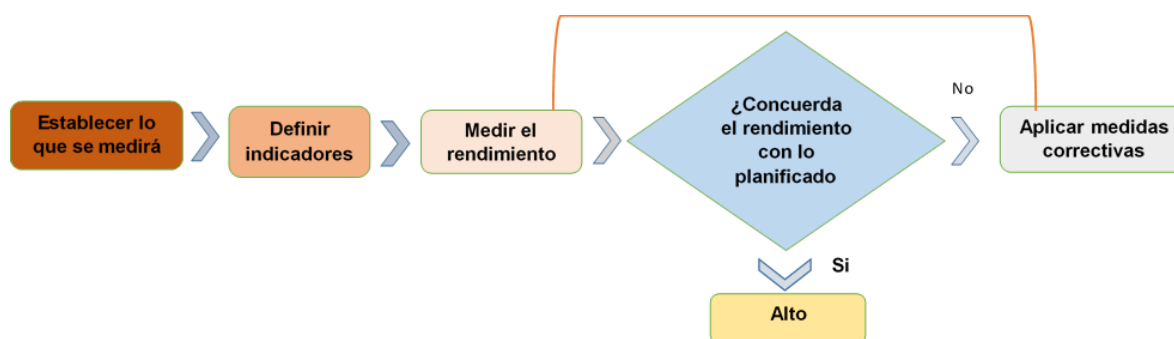 Establecer lo
que se medirá
Definir
indicadores
Medir el
rendimiento
¿Concuerda
el rendimiento
con lo
planificado
No
Aplicar medidas
correctivas
Si
Alto